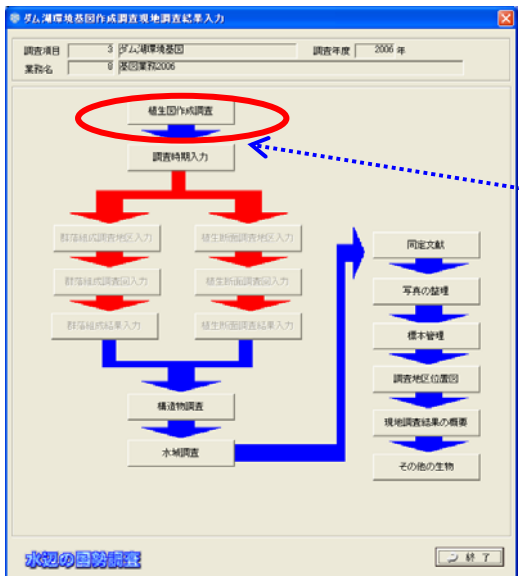 ダム湖環境基図作成調査現地調査結果入力
調査項目 3 ダム湖環境基図 調査年度 2006 年
業務名 8 基図業務2006
植生図作成調査
調査時期入力
群落組成調査地区入力
植生断面調査地区入力
群落組成調査回入力
植生断面調査回入力
群落組成結果入力
植生断面調査結果入力
構造物調査
水域調査
同定文献
写真の整理
標本管理
調査地区位置図
現地調査結果の概要
その他の生物
水辺の国勢調査
終 了